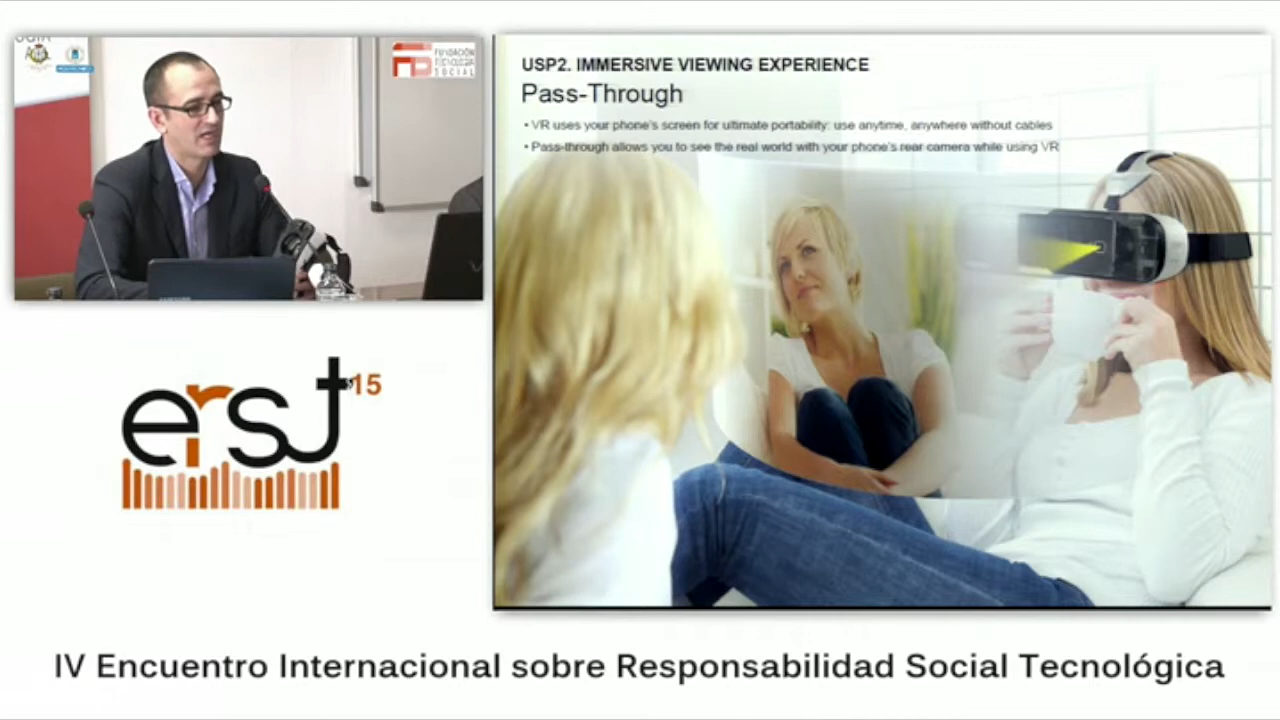 FUNDACIÓN
TECNOLOGÍA
SOCIAL
USP2. IMMERSIVE VIEWING EXPERIENCE
Pass-Through
• VR uses your phone's screen for ultimate portability: use anytime, anywhere without cables
• Pass-through allows you to see the real world with your phone's rear camera while using VR
erst '15
IV Encuentro Internacional sobre Responsabilidad Social Tecnológica